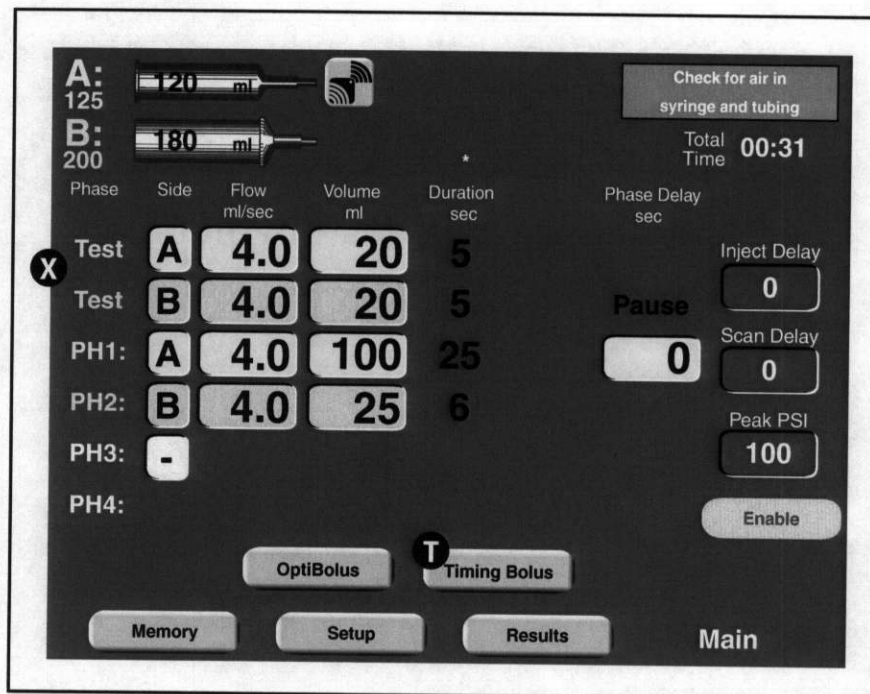 A: 120 ml
125
Check for air in
syringe and tubing
B: 180 ml
200
Total
Time 00:31
*
Phase Side Flow Volume Duration Phase Delay
ml/sec ml sec sec
Test A 4.0 20 5
X
Inject Delay
0
Test B 4.0 20 5
Pause
PH1: A 4.0 100 25 0
Scan Delay
0
PH2: B 4.0 25 6
Peak PSI
100
PH3: -
PH4:
Enable
OptiBolus
T
Timing Bolus
Memory Setup Results Main